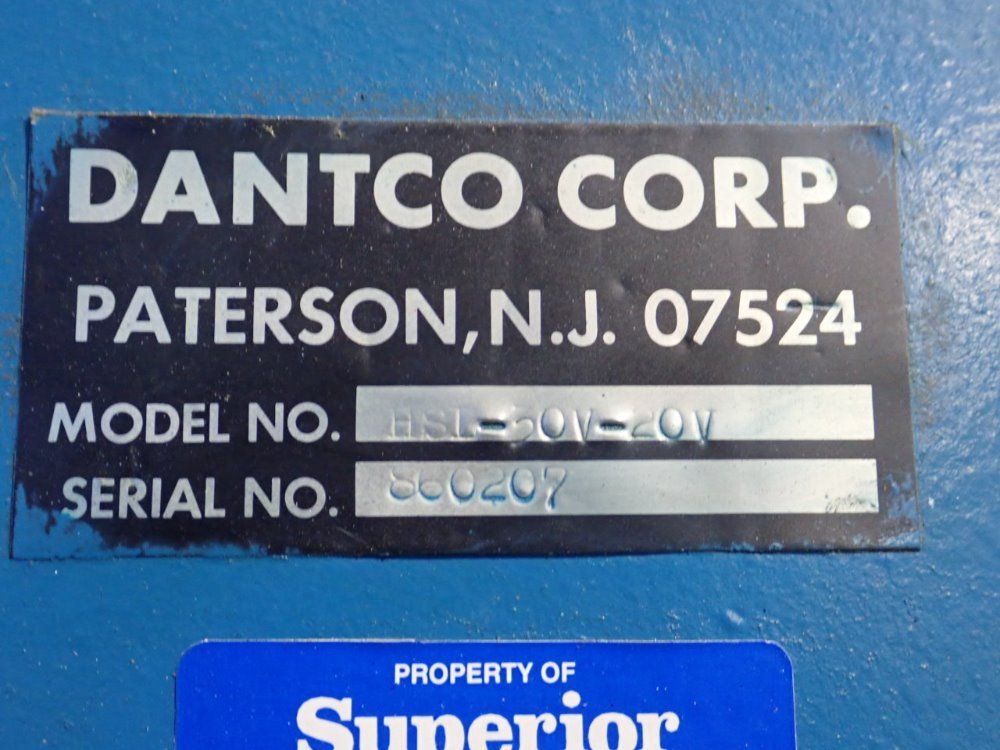 DANTCO CORP.
PATERSON, N.J. 07524
MODEL NO.
SERIAL NO. 860207
PROPERTY OF
Superior